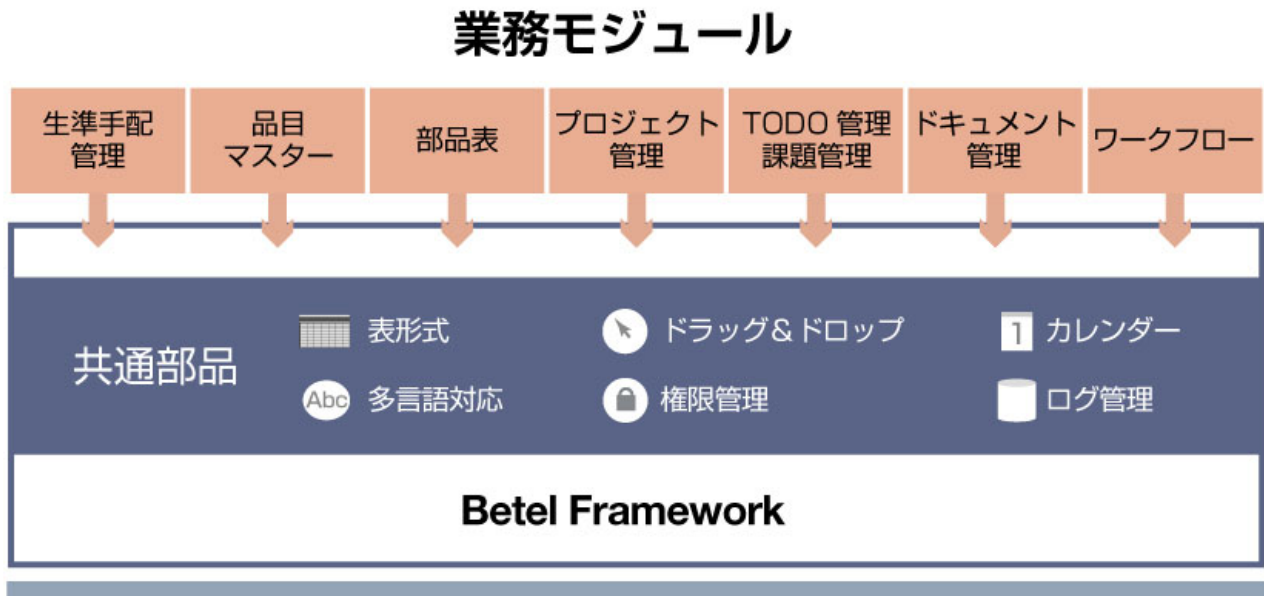 業務モジュール
生準手配
管理
品目
マスター
部品表
プロジェクト
管理
TODO 管理
課題管理
ドキュメント
管理
ワークフロー
共通部品
表形式
ドラッグ&ドロップ
1
カレンダー
Abc
多言語対応
権限管理
ログ管理
Betel Framework